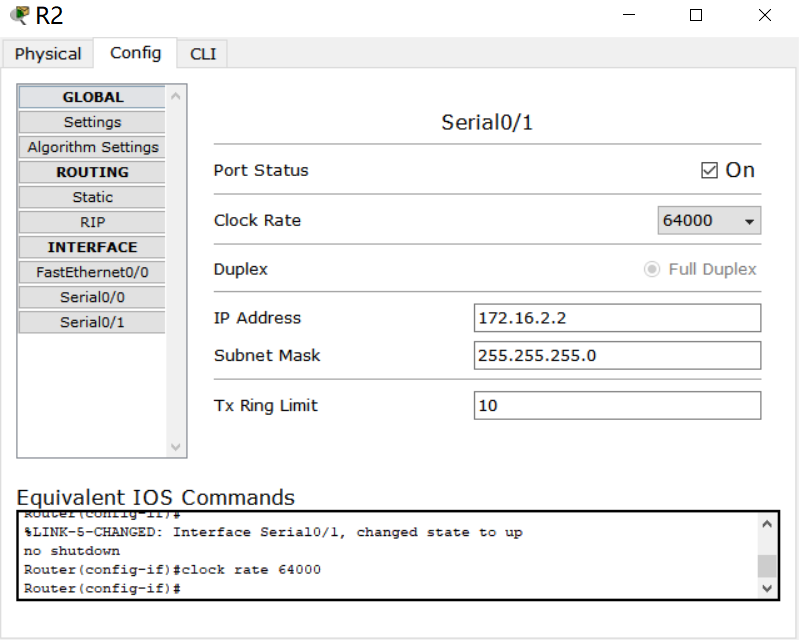 R2
Physical
Config
CLI
GLOBAL
Settings
Algorithm Settings
ROUTING
Static
RIP
INTERFACE
FastEthernet0/0
Serial0/0
Serial0/1
Serial0/1
Port Status On
Clock Rate 64000
Duplex Full Duplex
IP Address 172.16.2.2
Subnet Mask 255.255.255.0
Tx Ring Limit 10
Equivalent IOS Commands
Router(config-if)#
%LINK-5-CHANGED: Interface Serial0/1, changed state to up
no shutdown
Router(config-if)#clock rate 64000
Router(config-if)#